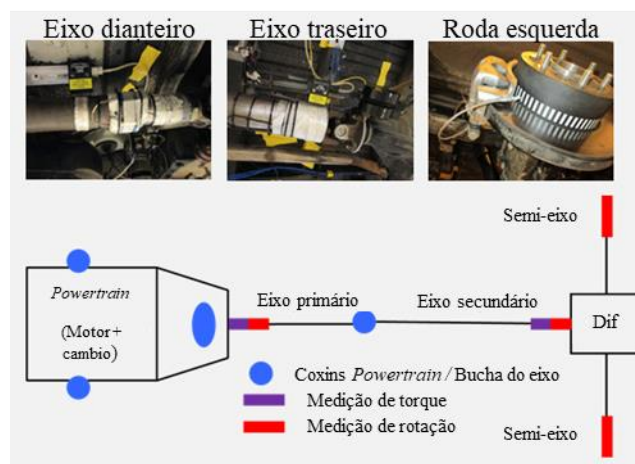 Eixo dianteiro
Eixo traseiro
Roda esquerda
Semi-eixo
Powertrain
(Motor+
cambio)
Eixo primário
Eixo secundário
Dif
Coxins Powertrain / Bucha do eixo
Medição de torque
Medição de rotação
Semi-eixo